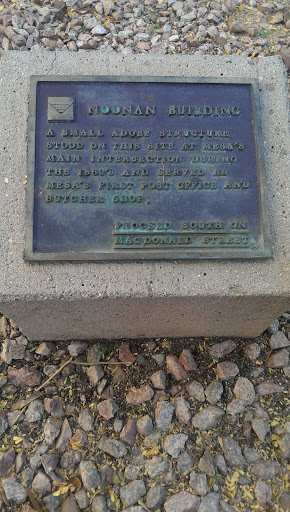 NOONAN BUILDING
A SMALL ADOBE STRUCTURE
STOOD ON THIS SITE AT MESA'S
MAIN INTERSECTION DURING
THE 1880'S AND SERVED AS
MESA'S FIRST POST OFFICE AND
BUTCHER SHOP.
PROCEED SOUTH ON
MACDONALD STREET